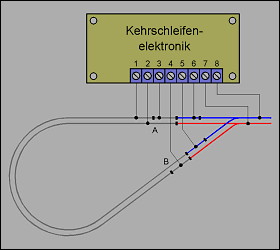 Kehrschleifen-
elektronik
1 2 3 4 5 6 7 8
A
B